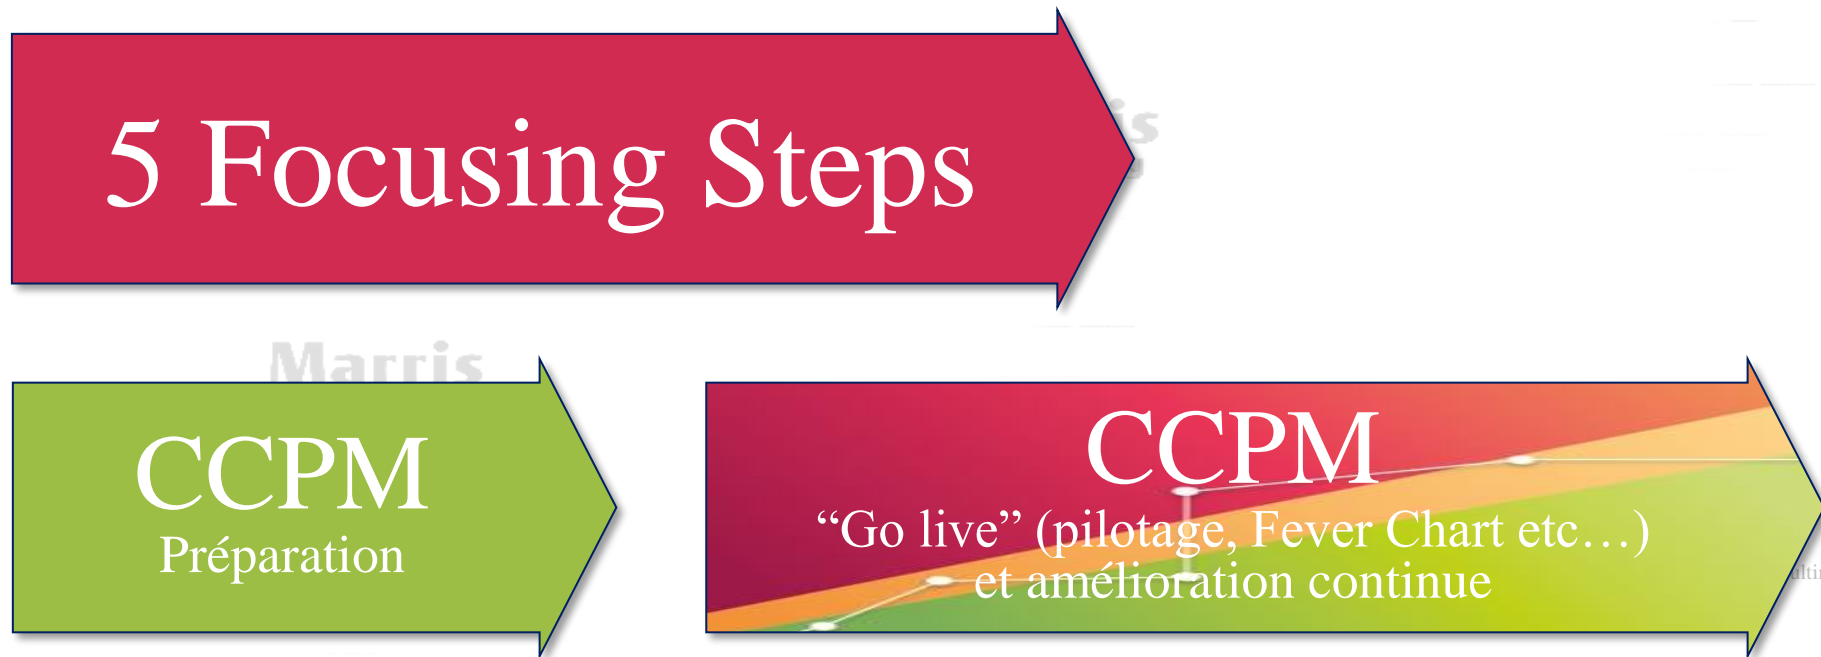 5 Focusing Steps
Marris
CCPM
Préparation
CCPM
“Go live” (pilotage, Fever Chart etc…)
et amélioration continue